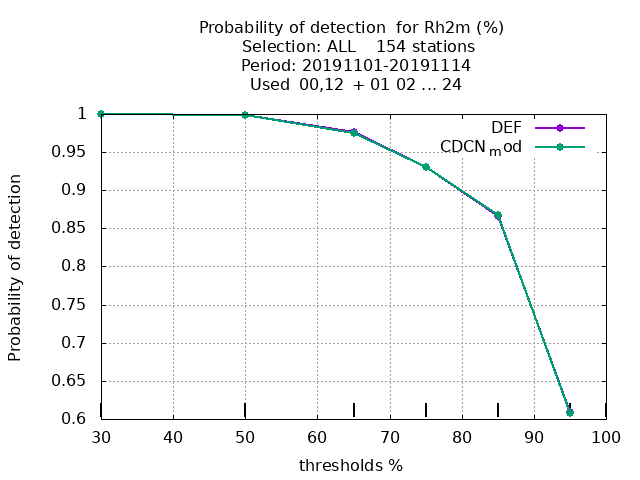 Probability of detection for Rh2m (%)
Selection: ALL 154 stations
Period: 20191101-20191114
Used 00,12 + 01 02 ... 24
DEF
CDCN_mod
1
0.95
0.9
0.85
0.8
0.75
0.7
0.65
0.6
Probability of detection
30 40 50 60 70 80 90 100
thresholds %